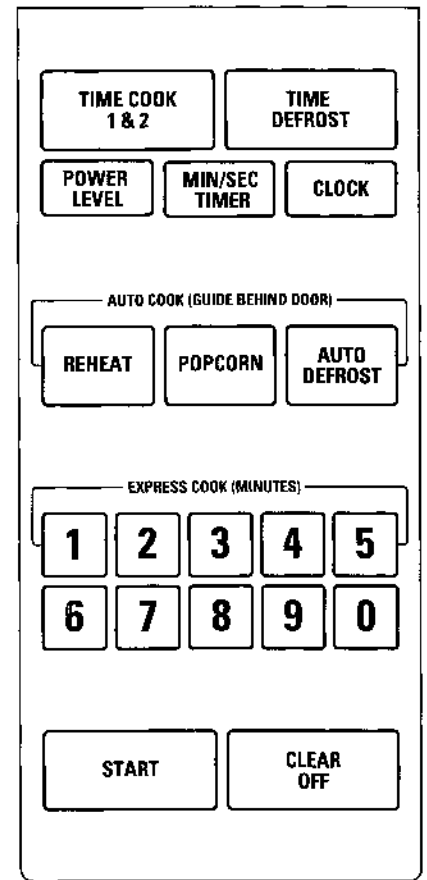 TIME COOK
1 & 2
TIME
DEFROST
POWER
LEVEL
MIN/SEC
TIMER
CLOCK
AUTO COOK (GUIDE BEHIND DOOR)
REHEAT
POPCORN
AUTO
DEFROST
EXPRESS COOK (MINUTES)
1 2 3 4 5
6 7 8 9 0
START
CLEAR
OFF